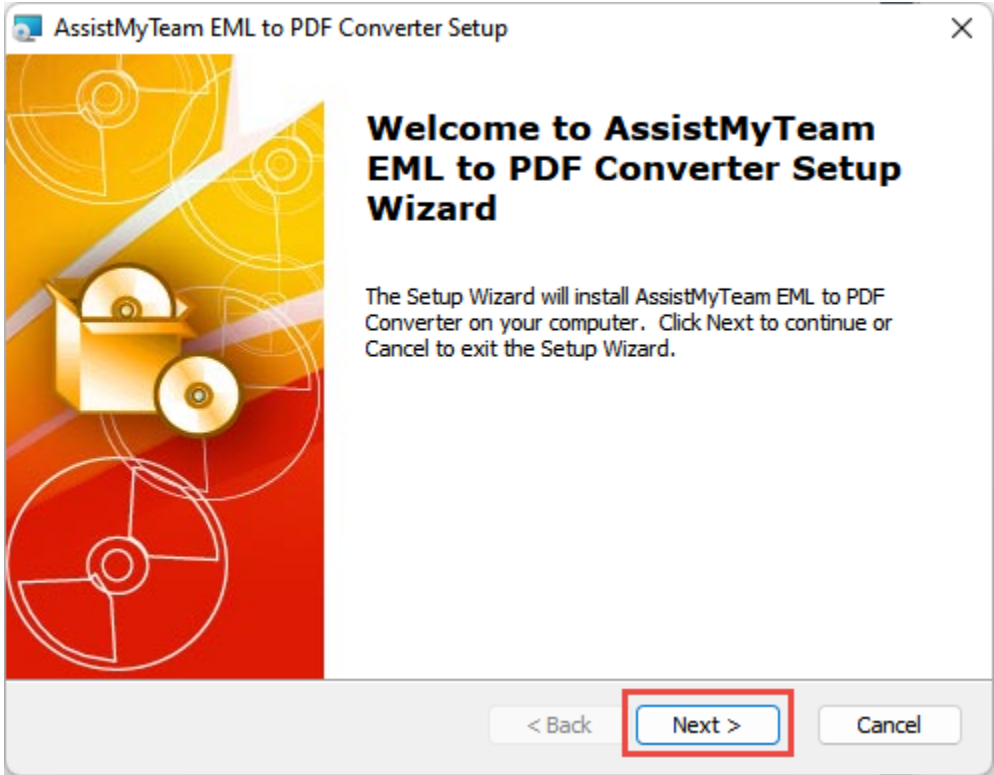 AssistMyTeam EML to PDF Converter Setup
Welcome to AssistMyTeam
EML to PDF Converter Setup
Wizard
The Setup Wizard will install AssistMyTeam EML to PDF
Converter on your computer.  Click Next to continue or
Cancel to exit the Setup Wizard.
< Back
Next >
Cancel